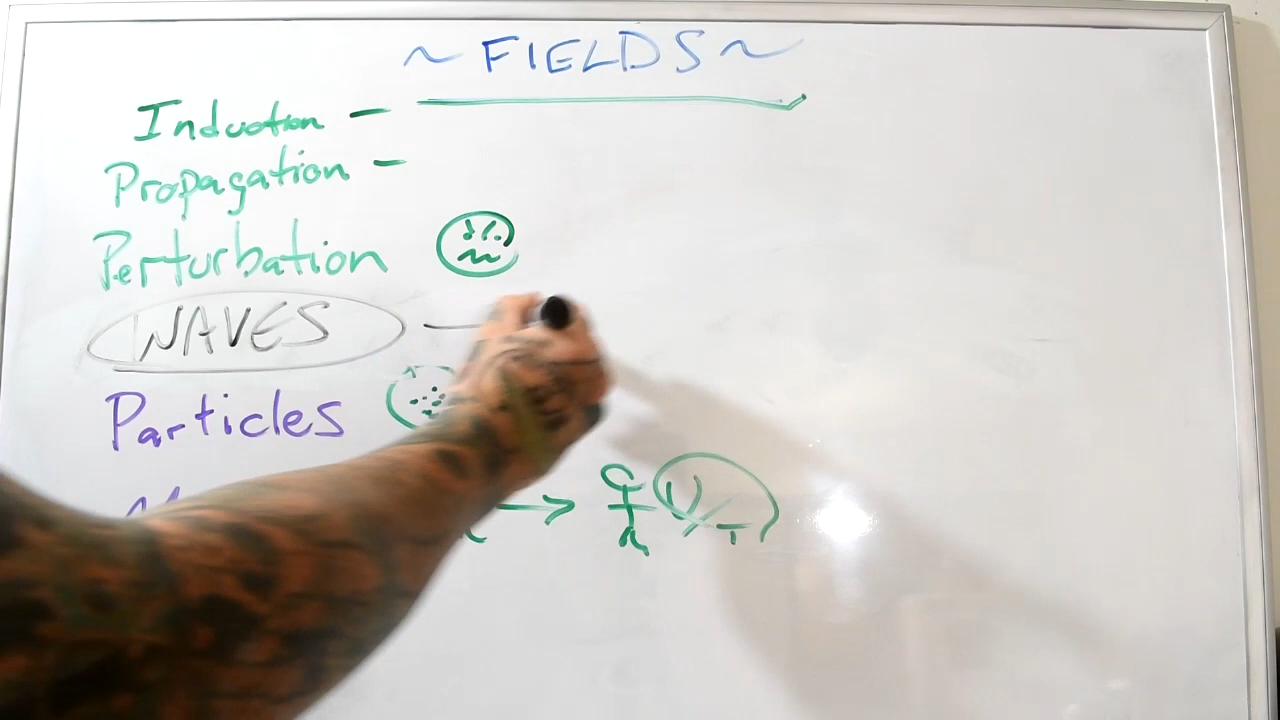 ~ FIELDS ~
Induction -
Propagation -
Perturbation
WAVES —
Particles